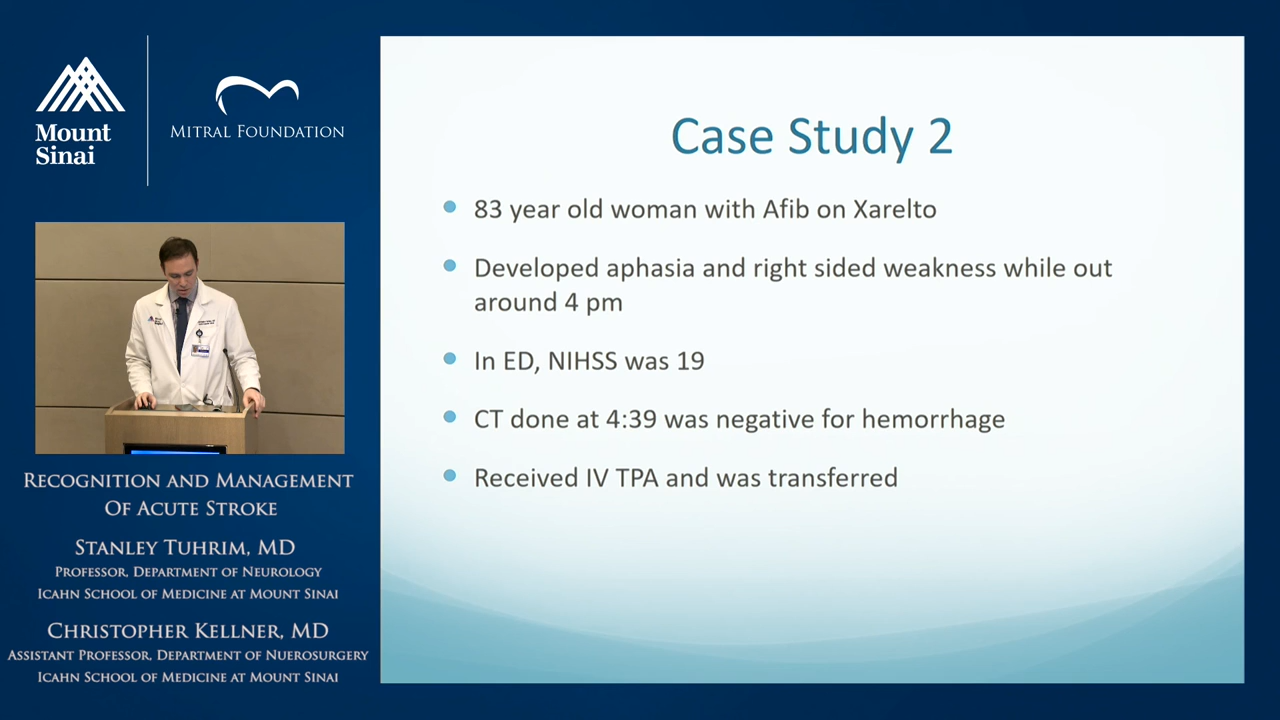 Mount
Sinai
MITRAL FOUNDATION
RECOGNITION AND MANAGEMENT
OF ACUTE STROKE
STANLEY TUHRIM, MD
PROFESSOR, DEPARTMENT OF NEUROLOGY
ICAHN SCHOOL OF MEDICINE AT MOUNT SINAI
CHRISTOPHER KELLNER, MD
ASSISTANT PROFESSOR, DEPARTMENT OF NUEROSURGERY
ICAHN SCHOOL OF MEDICINE AT MOUNT SINAI
Case Study 2
• 83 year old woman with Afib on Xarelto
• Developed aphasia and right sided weakness while out
around 4 pm
• In ED, NIHSS was 19
• CT done at 4:39 was negative for hemorrhage
• Received IV TPA and was transferred